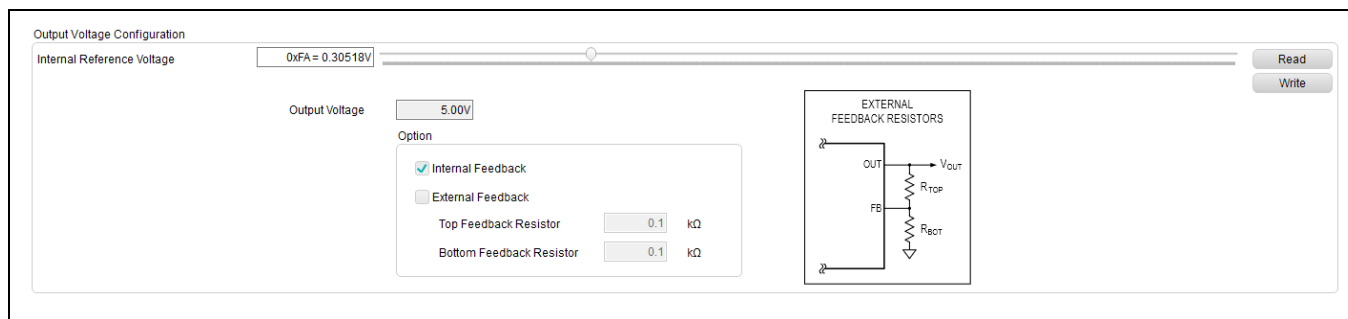 Output Voltage Configuration
Internal Reference Voltage 0xFA = 0.30518V Read
Write
Output Voltage 5.00V
Option
Internal Feedback
External Feedback
Top Feedback Resistor 0.1 kΩ
Bottom Feedback Resistor 0.1 kΩ
EXTERNAL
FEEDBACK RESISTORS
OUT VOUT
RTOP
FB
RBOT